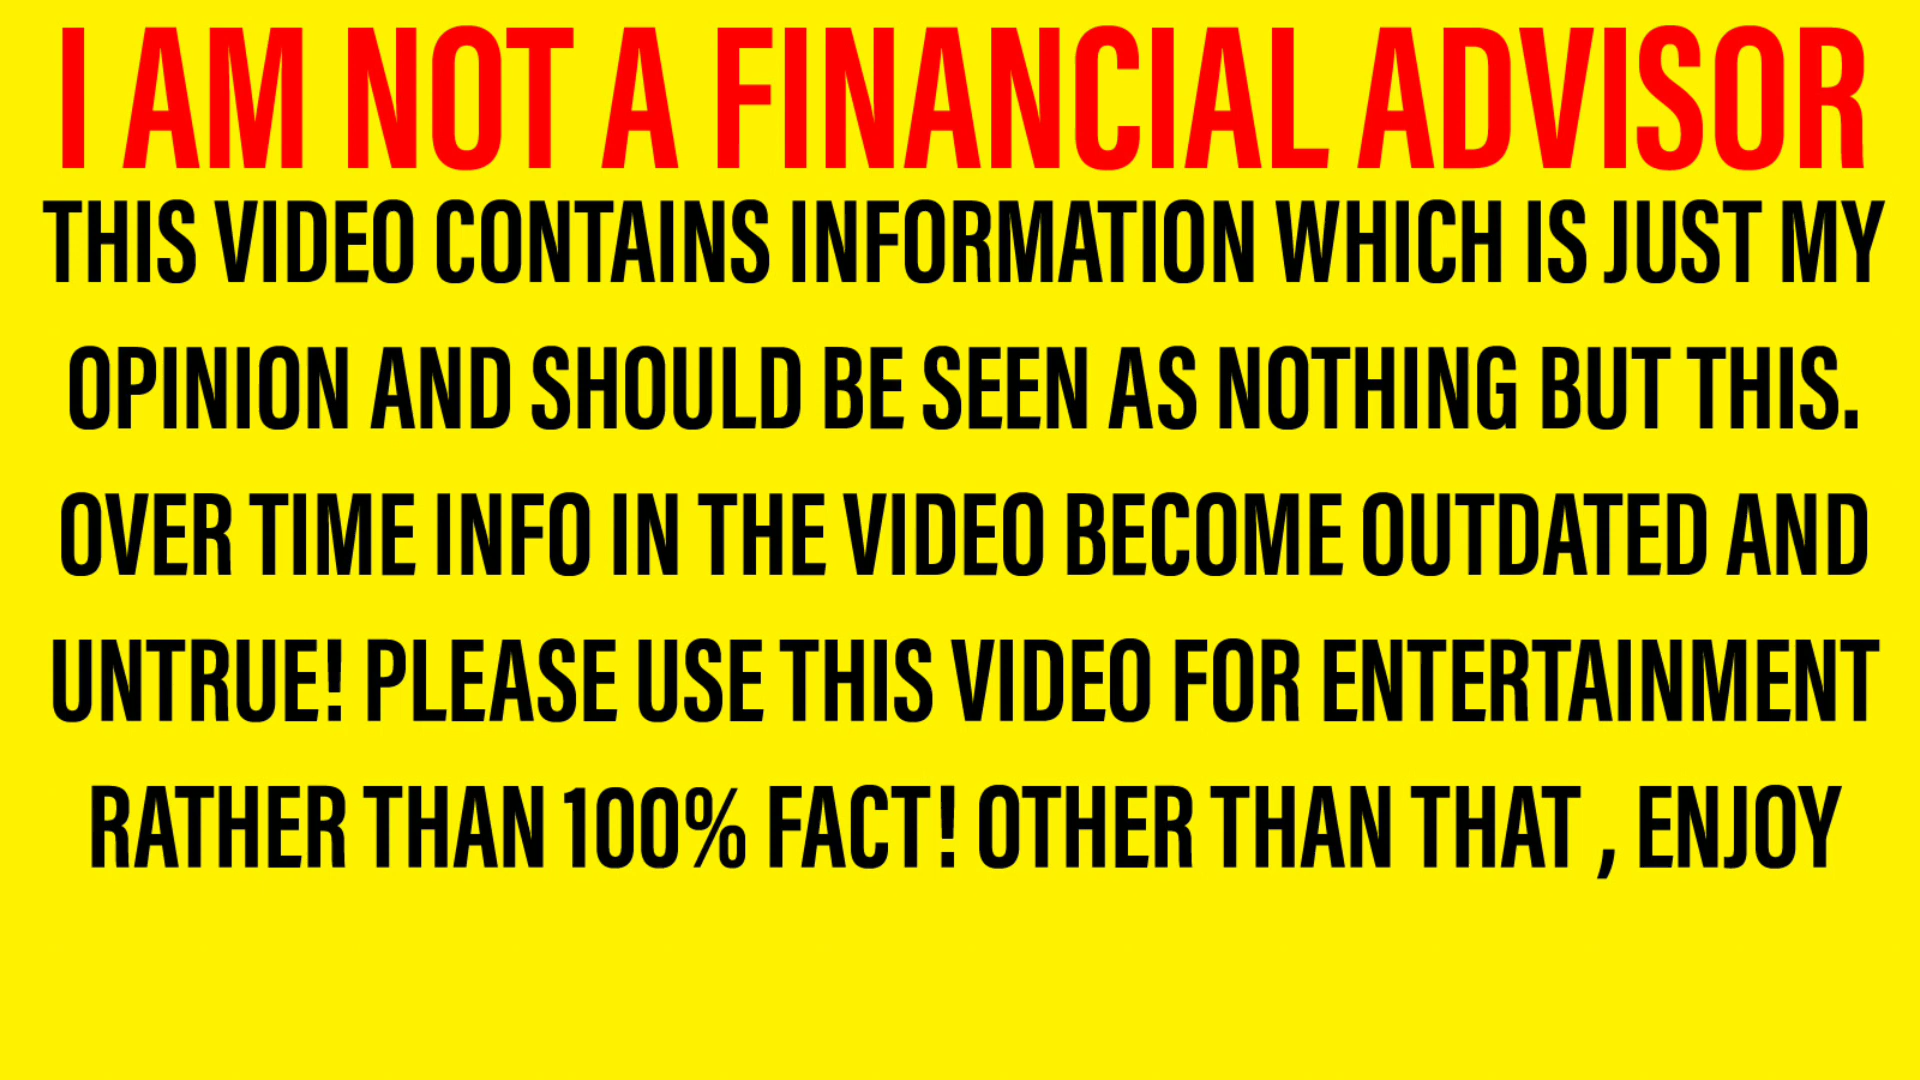 I AM NOT A FINANCIAL ADVISOR
THIS VIDEO CONTAINS INFORMATION WHICH IS JUST MY
OPINION AND SHOULD BE SEEN AS NOTHING BUT THIS.
OVER TIME INFO IN THE VIDEO BECOME OUTDATED AND
UNTRUE! PLEASE USE THIS VIDEO FOR ENTERTAINMENT
RATHER THAN 100% FACT! OTHER THAN THAT , ENJOY